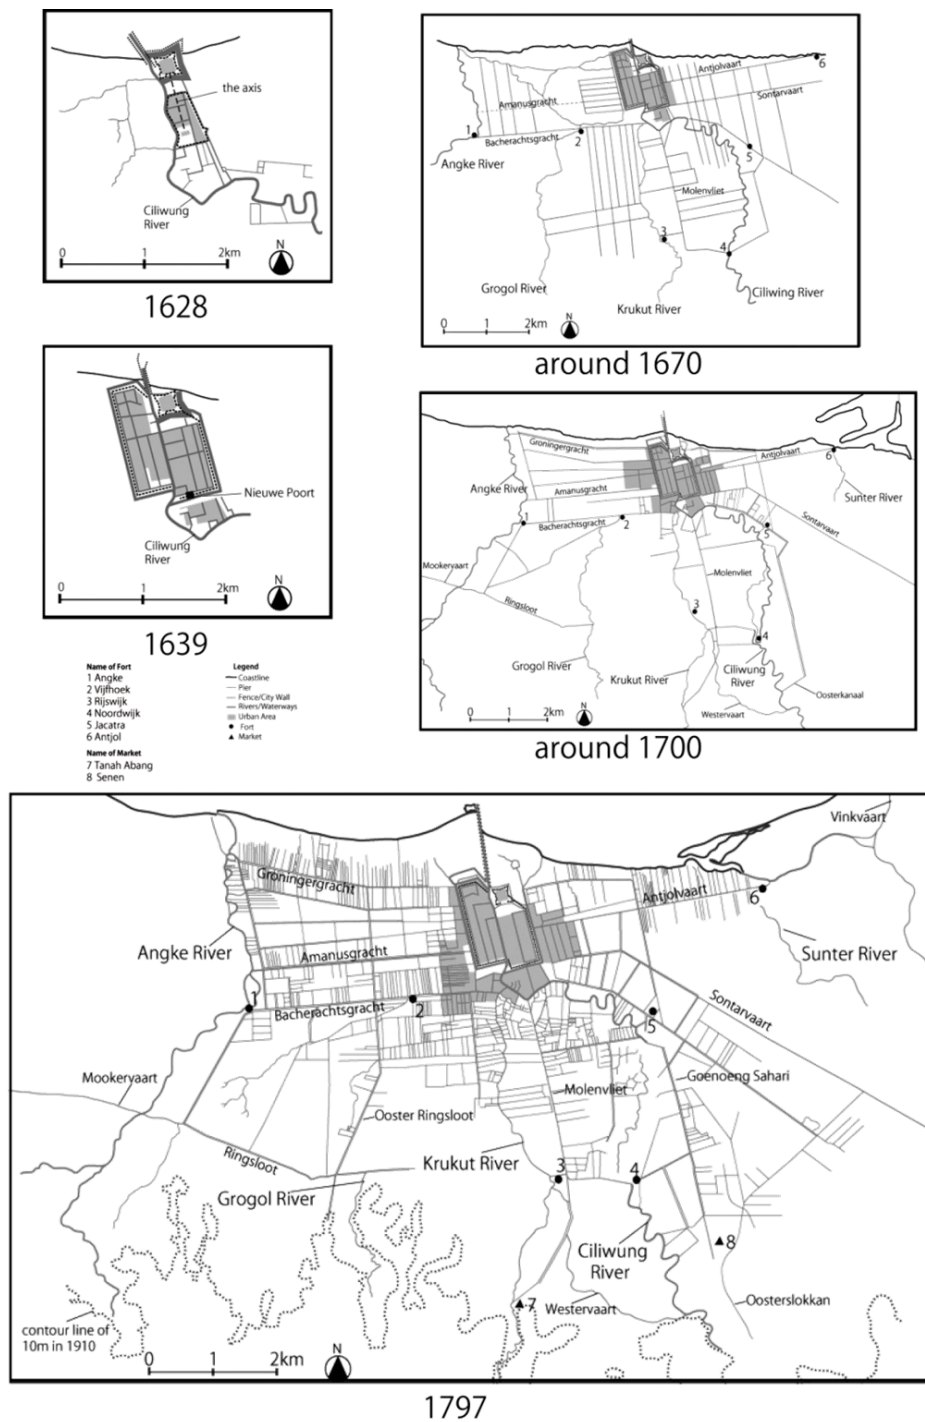 the axis
Ciliwung
River
0 1 2km
N
1628
6
Antjolvaart
Sontarvaart
Amanusgracht
1
Bacherachtsgracht
2
Angke River
5
Molenvliet
3
4
Grogol River
Krukut River
Ciliwing River
0 1 2km
N
around 1670
Nieuwe Poort
Ciliwung
River
0 1 2km
N
1639
Groningergracht
Antjolvaart
6
Angke River
Amanusgracht
Sunter River
1
Bacherachtsgracht
2
Sontarvaart
5
Mookervaart
Molenvliet
Ringsloot
3
4
Grogol River
Krukut River
Ciliwung
River
Oosterkanaal
Westervaart
0 1 2km
N
around 1700
Name of Fort
1 Angke
2 Vijfhoek
3 Rijswijk
4 Noordwijk
5 Jacatra
6 Antjol
Name of Market
7 Tanah Abang
8 Senen
Legend
Coastline
Pier
Fence/City Wall
Rivers/Waterways
Urban Area
Fort
Market
Vinkvaart
Groningergracht
Antjolvaart
6
Angke River
Amanusgracht
Sunter River
1
Bacherachtsgracht
2
Sontarvaart
5
Mookervaart
Goenoeng Sahari
Molenvliet
Ooster Ringsloot
Ringsloot
Krukut River
3
4
Grogol River
8
Ciliwung
River
7
Westervaart
Oosterslokkan
contour line of
10m in 1910
0 1 2km
N
1797